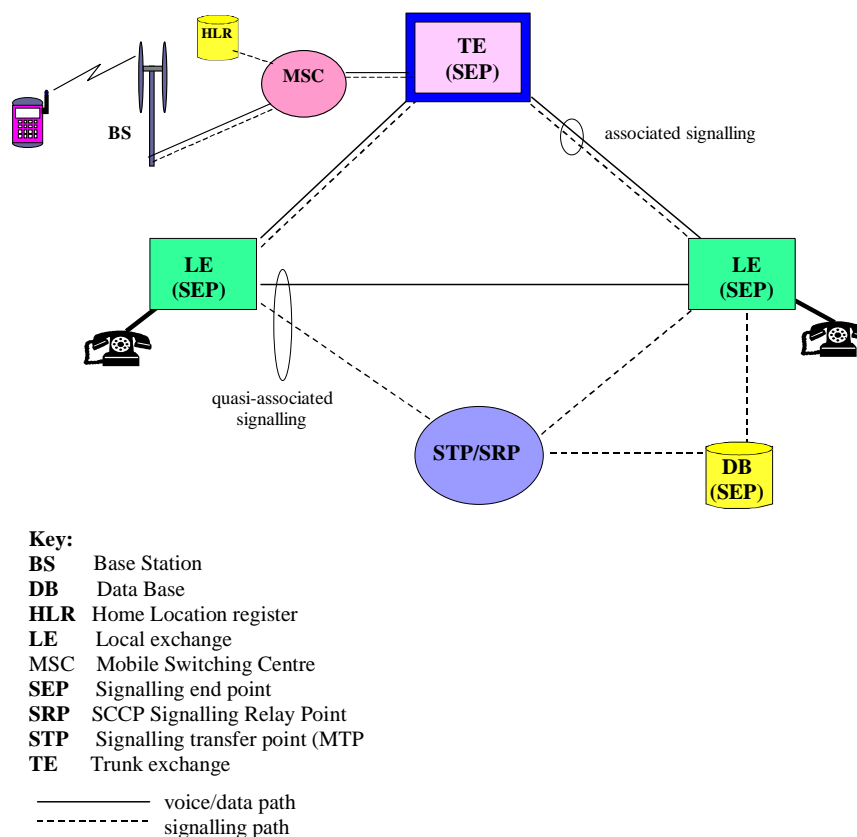 HLR
TE
(SEP)
MSC
BS
associated signalling
LE
(SEP)
LE
(SEP)
quasi-associated
signalling
STP/SRP
DB
(SEP)
Key:
BS Base Station
DB Data Base
HLR Home Location register
LE Local exchange
MSC Mobile Switching Centre
SEP Signalling end point
SRP SCCP Signalling Relay Point
STP Signalling transfer point (MTP
TE Trunk exchange
voice/data path
signalling path